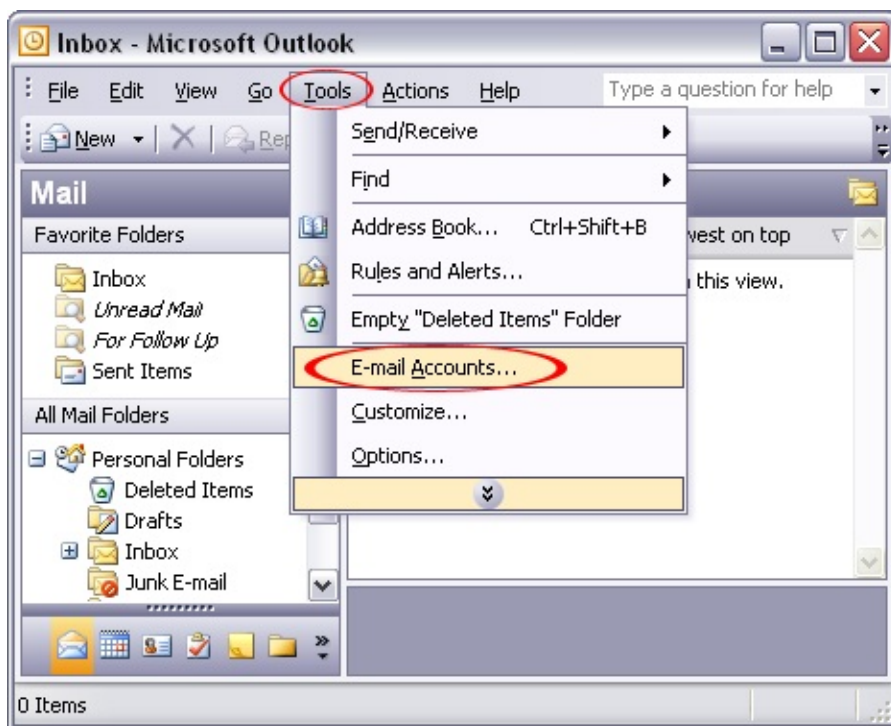 Inbox - Microsoft Outlook
File Edit View Go Tools Actions Help Type a question for help
New
Mail
Favorite Folders
Inbox
Unread Mail
For Follow Up
Sent Items
All Mail Folders
Personal Folders
Deleted Items
Drafts
Inbox
Junk E-mail
Send/Receive
Find
Address Book... Ctrl+Shift+B
Rules and Alerts...
Empty "Deleted Items" Folder
E-mail Accounts...
Customize...
Options...
on top
this view.
0 Items